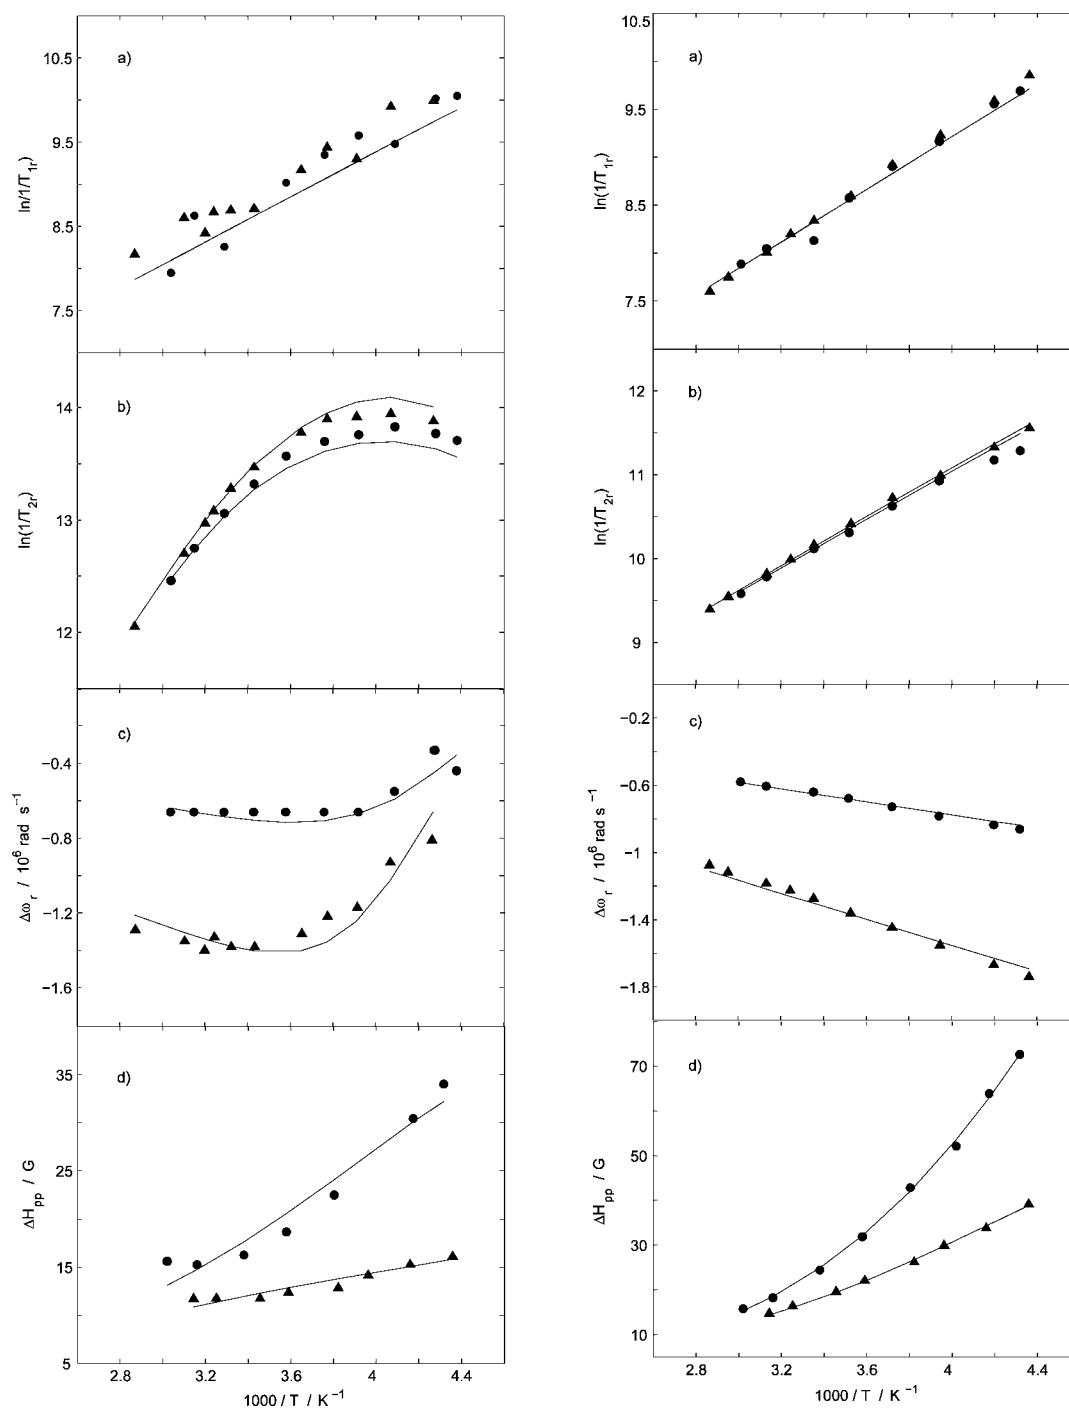 a)
10.5
9.5
8.5
7.5
ln/1/T1r)
b)
14
13
12
ln(1/T2r)
c)
−0.4
−0.8
−1.2
−1.6
Δωr / 10⁶ rad s⁻¹
d)
35
25
15
5
ΔHpp / G
2.8 3.2 3.6 4 4.4
1000 / T / K⁻¹
a)
10.5
9.5
8.5
7.5
ln(1/T1r)
b)
12
11
10
9
ln(1/T2r)
c)
−0.2
−0.6
−1
−1.4
−1.8
Δωr / 10⁶ rad s⁻¹
d)
70
50
30
10
ΔHpp / G
2.8 3.2 3.6 4 4.4
1000 / T / K⁻¹